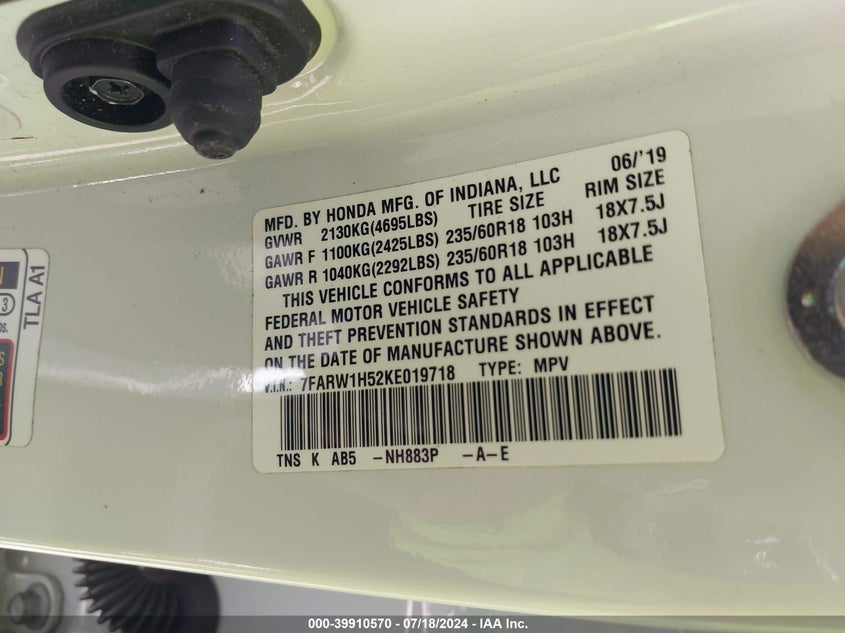 MFD. BY HONDA MFG. OF INDIANA, LLC 06/'19
GVWR 2130KG(4695LBS) TIRE SIZE RIM SIZE
GAWR F 1100KG(2425LBS) 235/60R18 103H 18X7.5J
GAWR R 1040KG(2292LBS) 235/60R18 103H 18X7.5J
THIS VEHICLE CONFORMS TO ALL APPLICABLE
FEDERAL MOTOR VEHICLE SAFETY
AND THEFT PREVENTION STANDARDS IN EFFECT
ON THE DATE OF MANUFACTURE SHOWN ABOVE.
V.I.N.: 7FARW1H52KE019718 TYPE: MPV
TNS K AB5 -NH883P -A-E
TLA A1
3
000-39910570 - 07/18/2024 - IAA Inc.